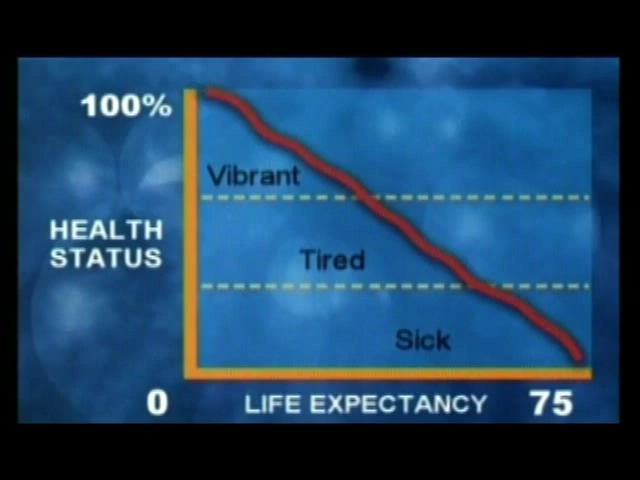 100%
Vibrant
HEALTH
STATUS
Tired
Sick
0
LIFE EXPECTANCY
75